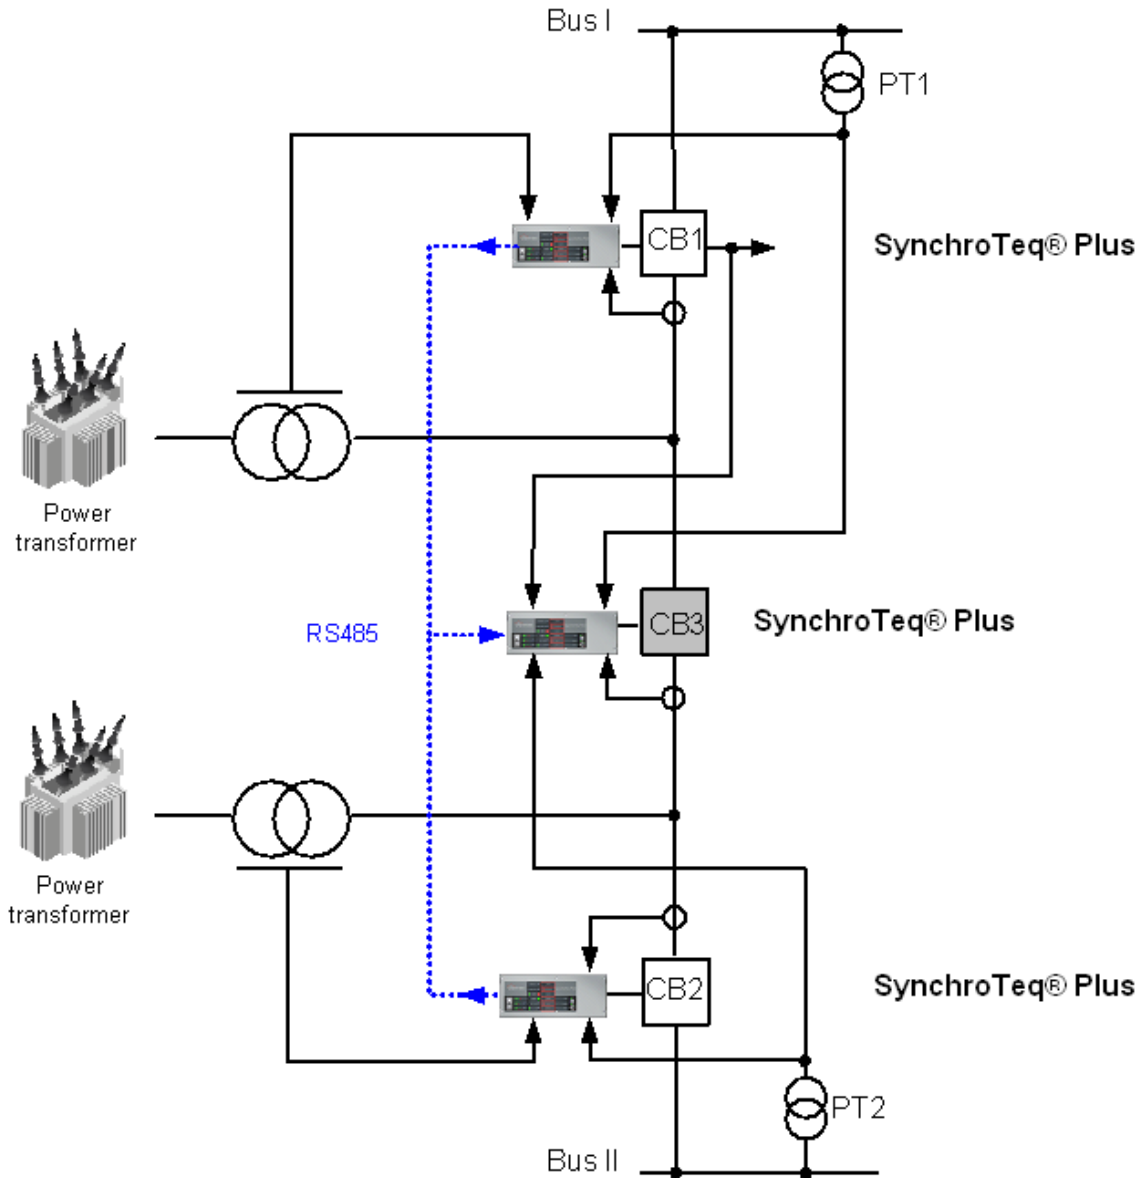 Bus I
PT1
CB1
SynchroTeq® Plus
Power
transformer
RS485
CB3
SynchroTeq® Plus
Power
transformer
CB2
SynchroTeq® Plus
PT2
Bus II